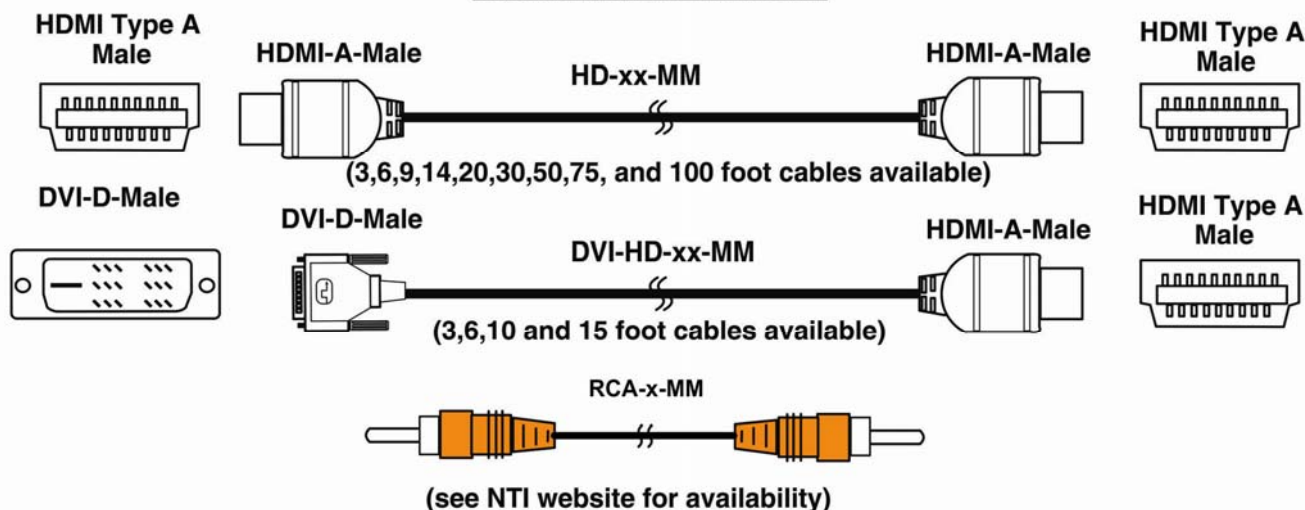 HDMI Type A
Male
HDMI-A-Male
HD-xx-MM
HDMI-A-Male
HDMI Type A
Male
(3,6,9,14,20,30,50,75, and 100 foot cables available)
DVI-D-Male
DVI-D-Male
DVI-HD-xx-MM
HDMI-A-Male
HDMI Type A
Male
(3,6,10 and 15 foot cables available)
RCA-x-MM
(see NTI website for availability)